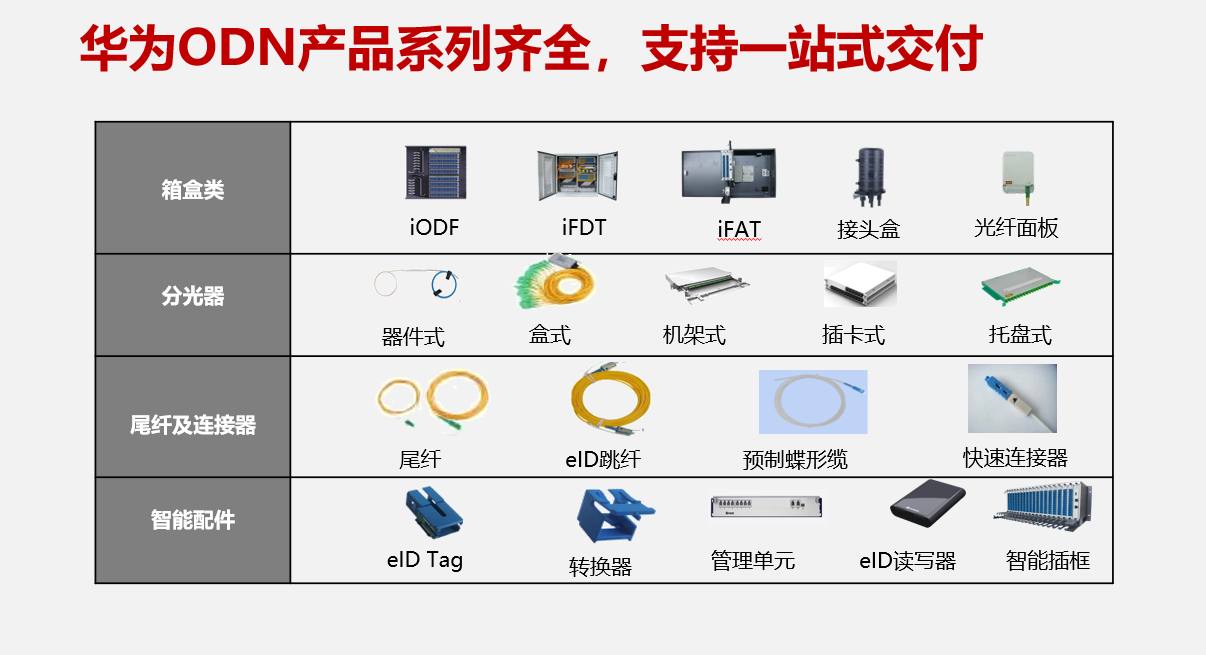 华为ODN产品系列齐全，支持一站式交付
箱盒类
iODF
iFDT
iFAT
接头盒
光纤面板
分光器
器件式
盒式
机架式
插卡式
托盘式
尾纤及连接器
尾纤
eID跳纤
预制蝶形缆
快速连接器
智能配件
eID Tag
转换器
管理单元
eID读写器
智能插框